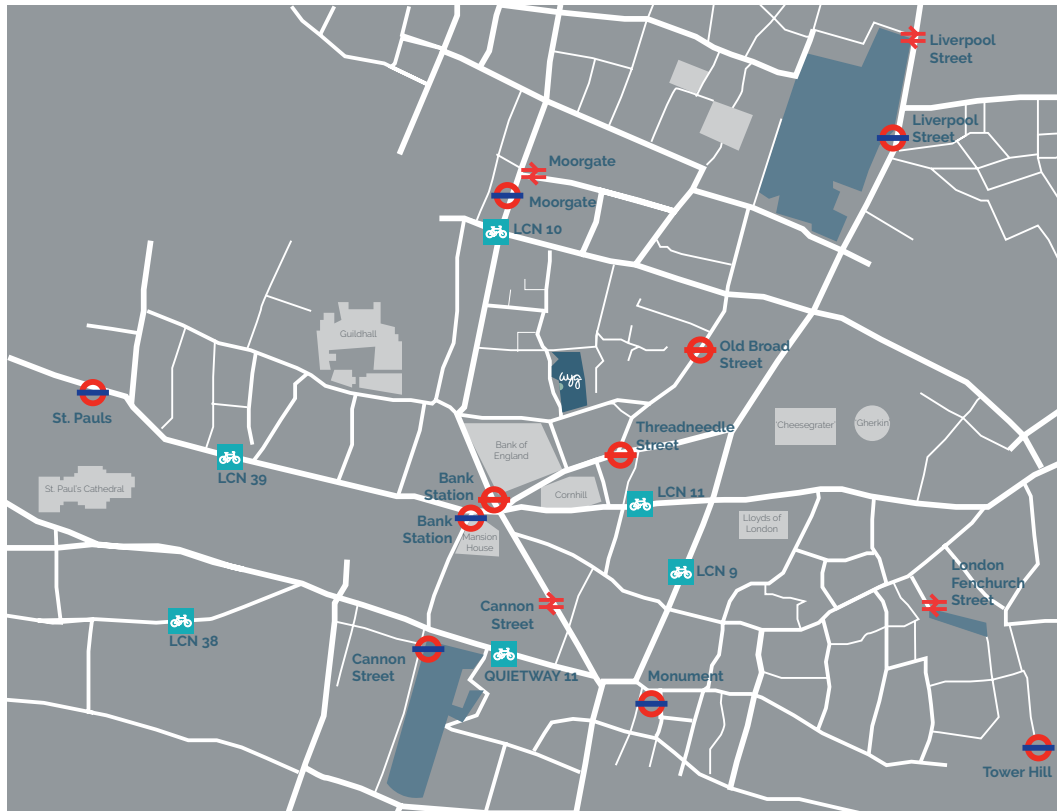 Liverpool
Street
Liverpool
Street
Moorgate
Moorgate
LCN 10
Guildhall
Old Broad
Street
wyg
St. Pauls
'Cheesegrater'
'Gherkin'
Threadneedle
Street
Bank of
England
LCN 39
Bank
Station
St. Paul's Cathedral
Cornhill
LCN 11
Bank
Station
Mansion
House
Lloyds of
London
LCN 9
London
Fenchurch
Street
Cannon
Street
LCN 38
Cannon
Street
QUIETWAY 11
Monument
Tower Hill